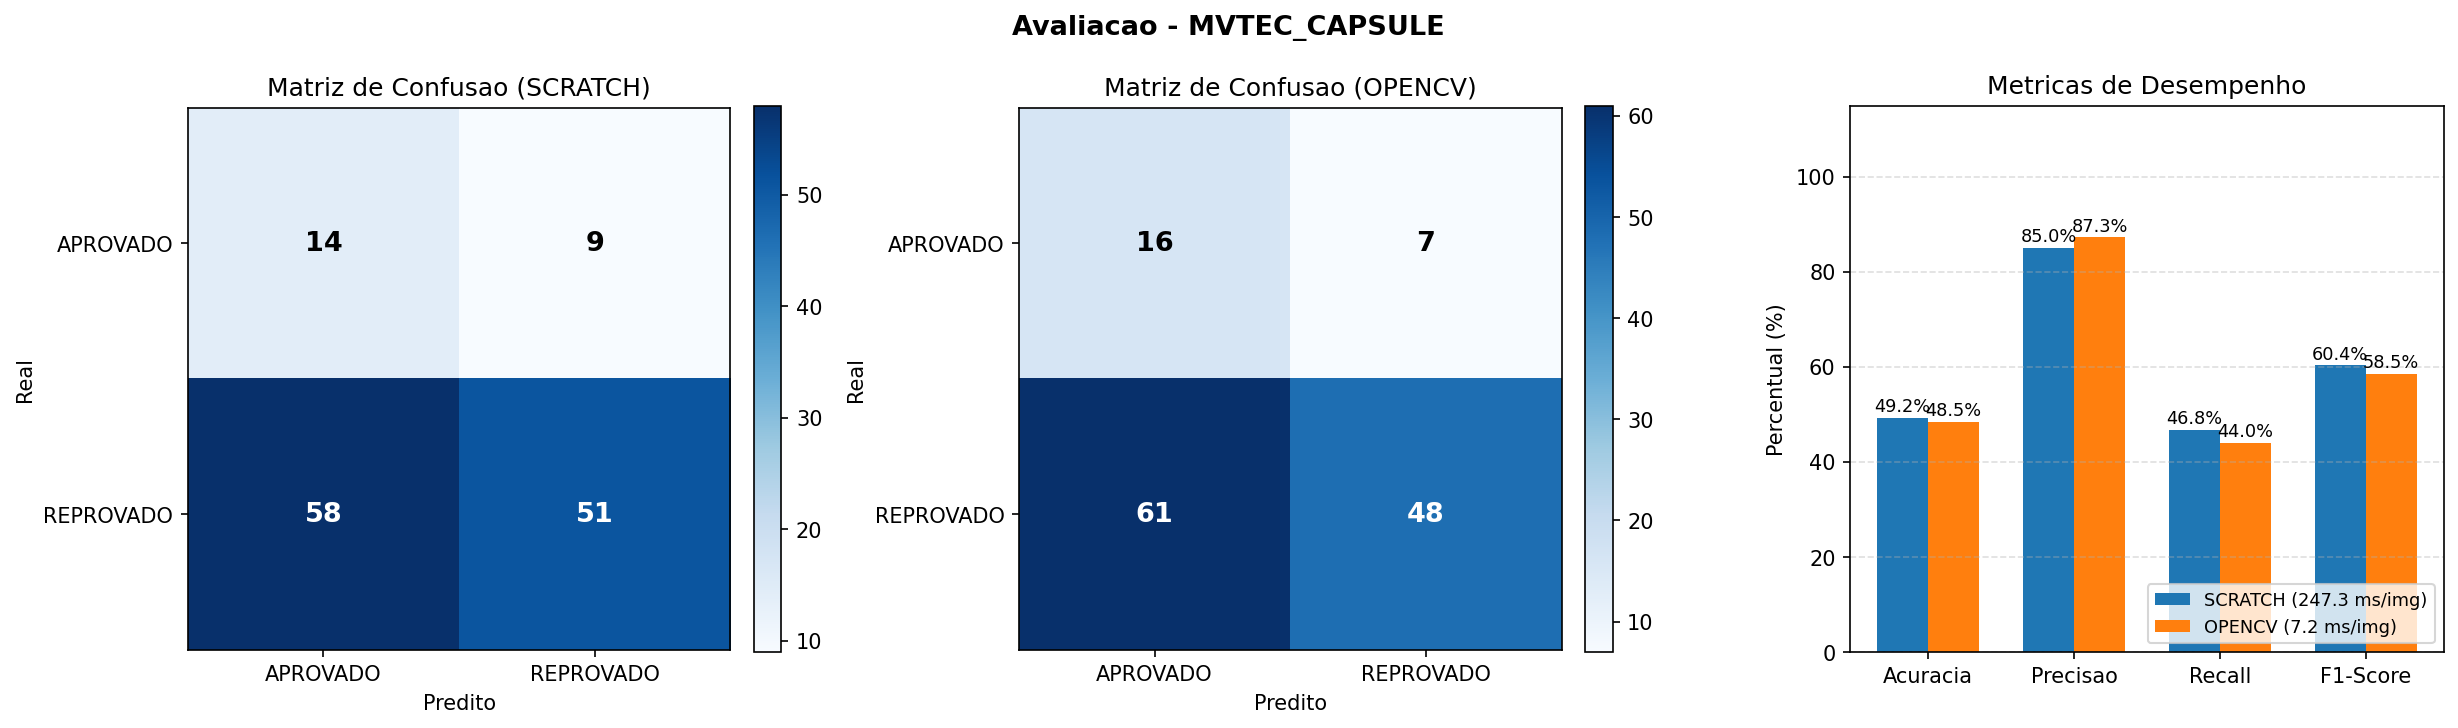 Avaliacao - MVTEC_CAPSULE
Matriz de Confusao (SCRATCH)
Real
APROVADO
REPROVADO
14
9
58
51
APROVADO
REPROVADO
Predito
50
40
30
20
10
Matriz de Confusao (OPENCV)
Real
APROVADO
REPROVADO
16
7
61
48
APROVADO
REPROVADO
Predito
60
50
40
30
20
10
Metricas de Desempenho
Percentual (%)
100
80
60
40
20
0
49.2%
48.5%
85.0%
87.3%
46.8%
44.0%
60.4%
58.5%
SCRATCH (247.3 ms/img)
OPENCV (7.2 ms/img)
Acuracia
Precisao
Recall
F1-Score